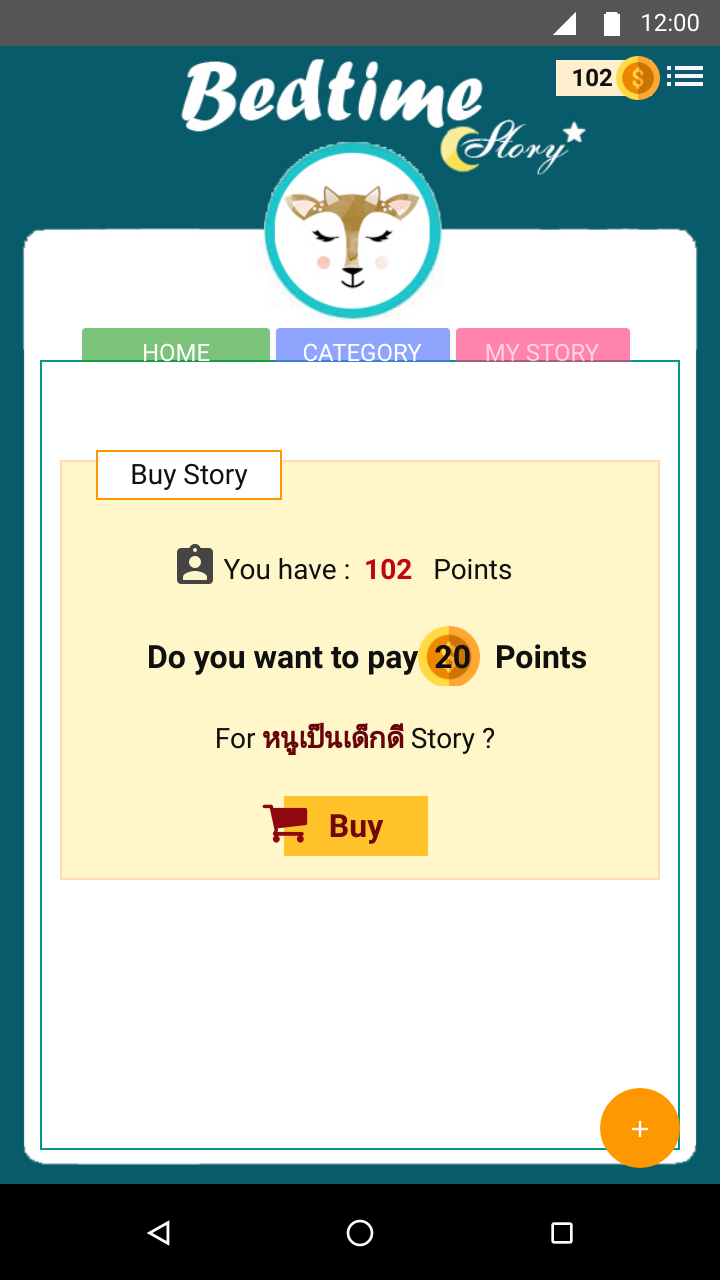 12:00
102
Bedtime
Story
HOME CATEGORY MY STORY
Buy Story
You have : 102 Points
Do you want to pay 20 Points
For หนูเป็นเด็กดี Story ?
Buy
+